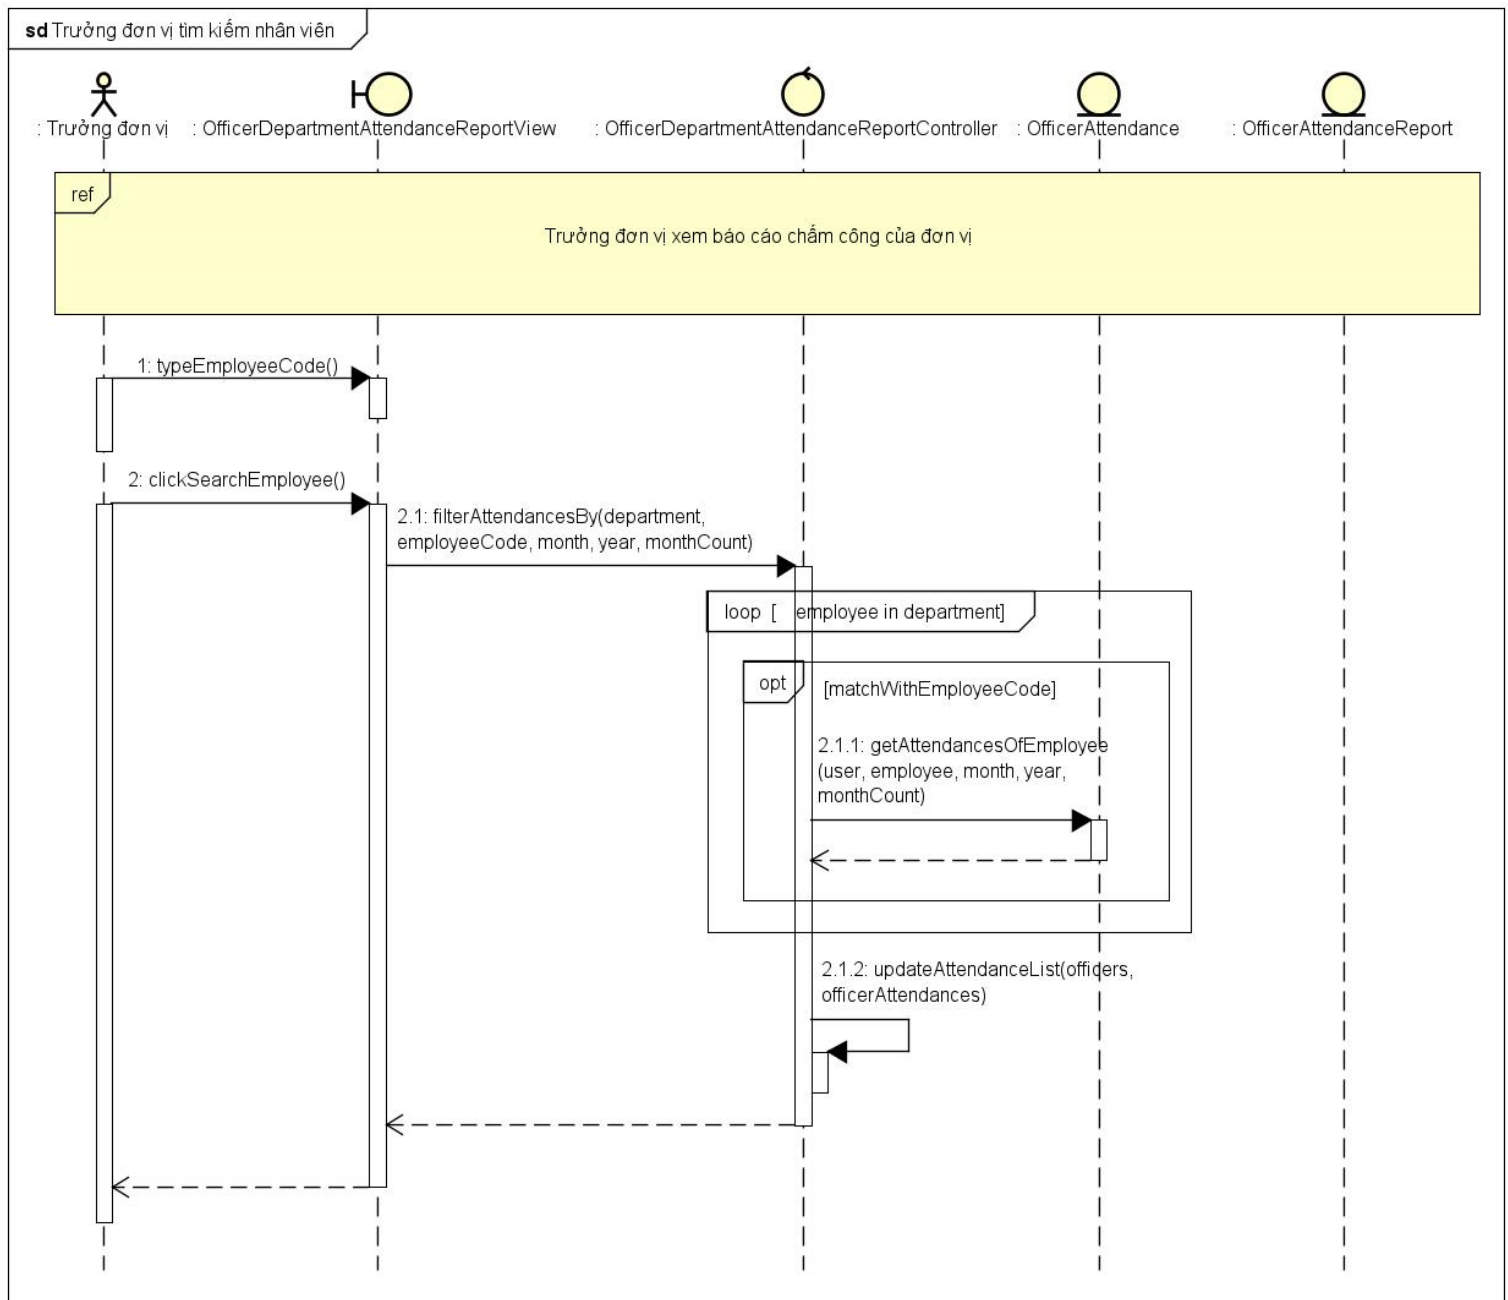 sd Trưởng đơn vị tìm kiếm nhân viên
: Trưởng đơn vị
: OfficerDepartmentAttendanceReportView
: OfficerDepartmentAttendanceReportController
: OfficerAttendance
: OfficerAttendanceReport
ref
Trưởng đơn vị xem báo cáo chấm công của đơn vị
1: typeEmployeeCode()
2: clickSearchEmployee()
2.1: filterAttendancesBy(department,
employeeCode, month, year, monthCount)
loop [ employee in department]
opt
[matchWithEmployeeCode]
2.1.1: getAttendancesOfEmployee
(user, employee, month, year,
monthCount)
2.1.2: updateAttendanceList(officers,
officerAttendances)